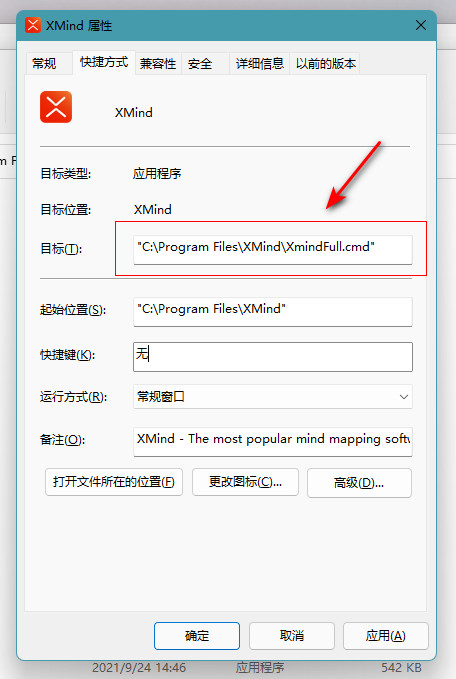 XMind 属性
常规 快捷方式 兼容性 安全 详细信息 以前的版本
XMind
目标类型: 应用程序
目标位置: XMind
目标(T): "C:\Program Files\XMind\XmindFull.cmd"
起始位置(S): "C:\Program Files\XMind"
快捷键(K): 无
运行方式(R): 常规窗口
备注(O): XMind - The most popular mind mapping softw
打开文件所在的位置(F) 更改图标(C)... 高级(D)...
确定 取消 应用(A)
2021/9/24 14:46 应用程序 542 KB